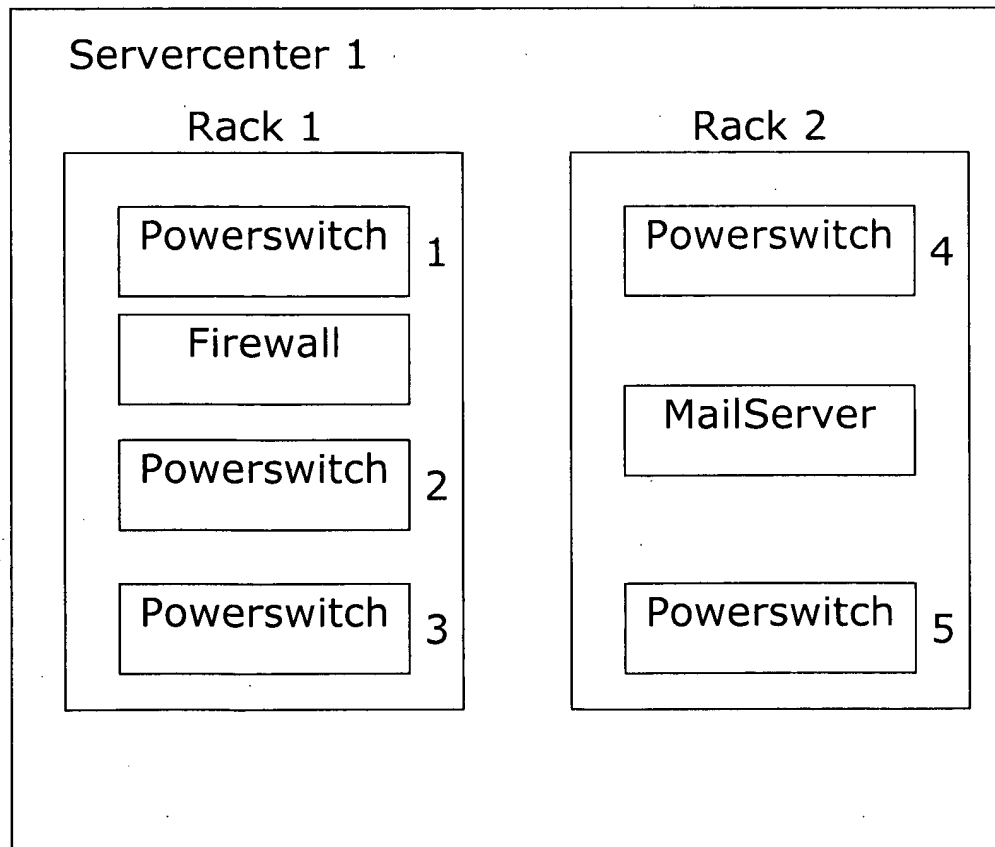 Servercenter 1
Rack 1
Powerswitch 1
Firewall
Powerswitch 2
Powerswitch 3
Rack 2
Powerswitch 4
MailServer
Powerswitch 5